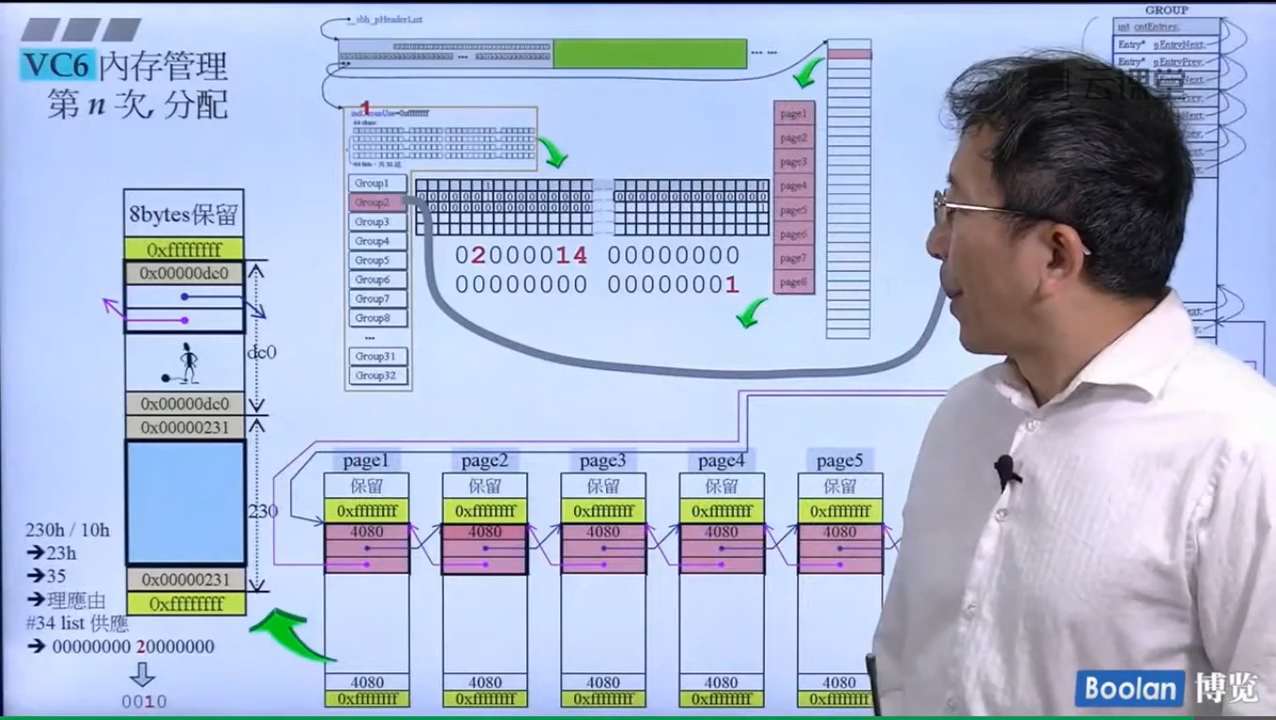 VC6 內存管理
第 n 次, 分配
_sbh_pHeaderList
GROUP
int cntEntries;
Entry* pEntryNext;
Entry* pEntryPrev;
1
64 bits
Group1
Group2
Group3
Group4
Group5
Group6
Group7
Group8
...
Group31
Group32
02000014 00000000
00000000 00000001
page1
page2
page3
page4
page5
page6
page7
page8
8bytes保留
0xffffffff
0x00000dc0
dc0
0x00000dc0
0x00000231
230
0x00000231
0xffffffff
230h / 10h
→23h
→35
→理應由
#34 list 供應
→ 00000000 20000000
0010
page1 page2 page3 page4 page5
保留 保留 保留 保留 保留
0xffffffff 0xffffffff 0xffffffff 0xffffffff 0xffffffff
4080 4080 4080 4080 4080
4080 4080 4080 4080 4080
0xffffffff 0xffffffff 0xffffffff 0xffffffff 0xffffffff
Boolan 博览